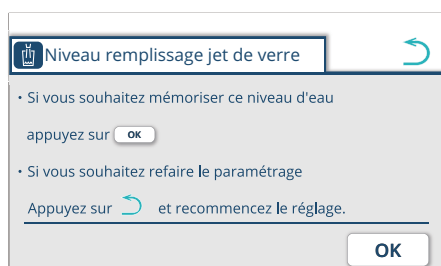 Niveau remplissage jet de verre
• Si vous souhaitez mémoriser ce niveau d'eau
appuyez sur OK
• Si vous souhaitez refaire le paramétrage
Appuyez sur et recommencez le réglage.
OK